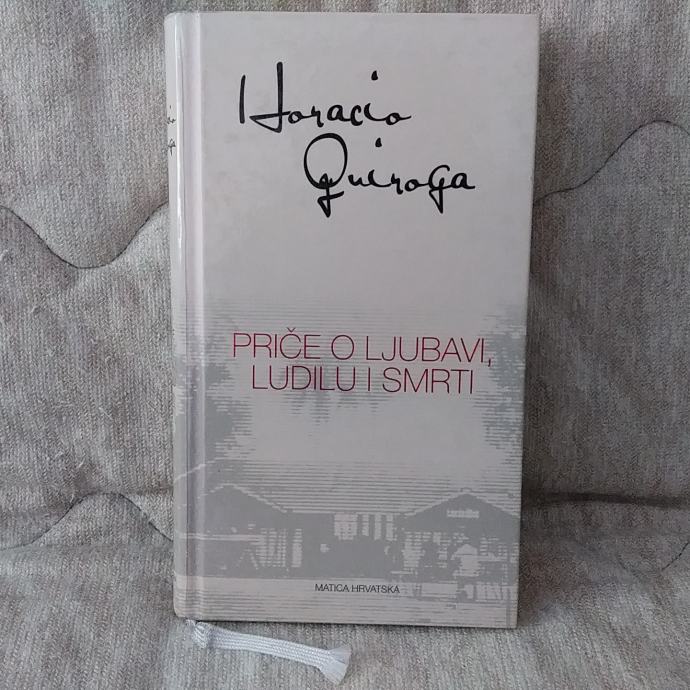 Horacio
Quiroga
PRIČE O LJUBAVI,
LUDILU I SMRTI
MATICA HRVATSKA